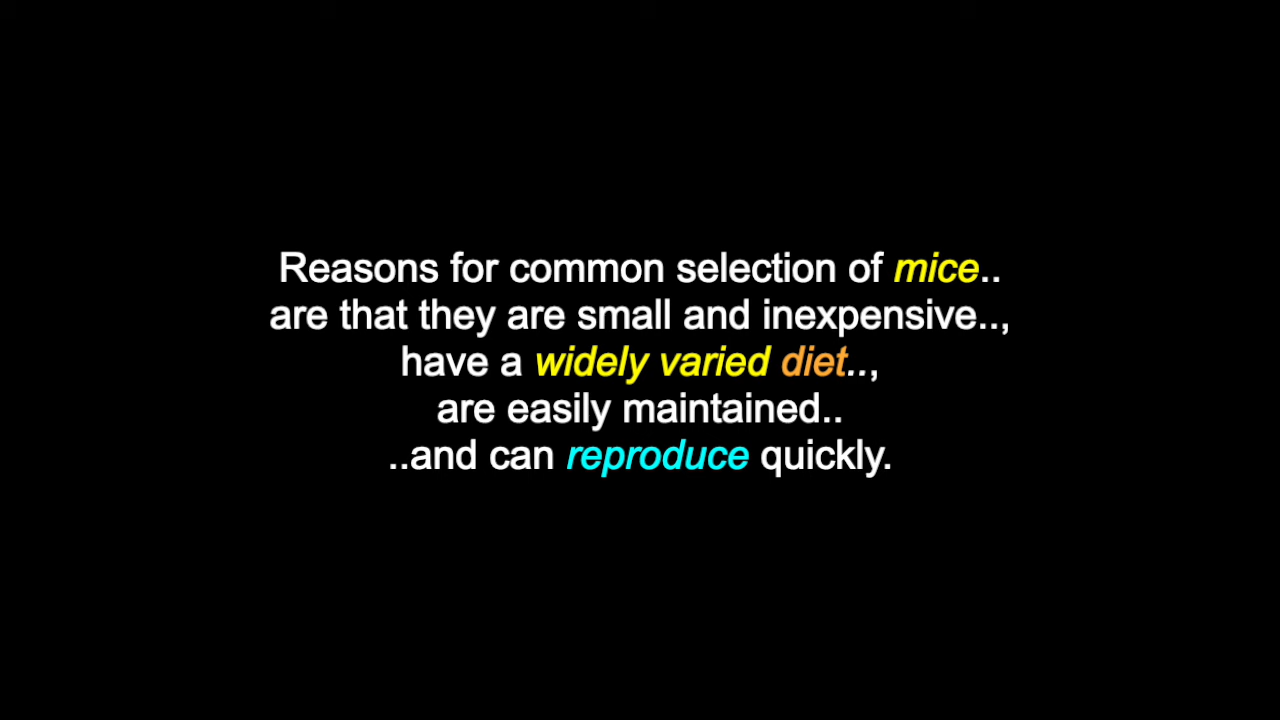 Reasons for common selection of mice..
are that they are small and inexpensive..,
have a widely varied diet..,
are easily maintained..
..and can reproduce quickly.